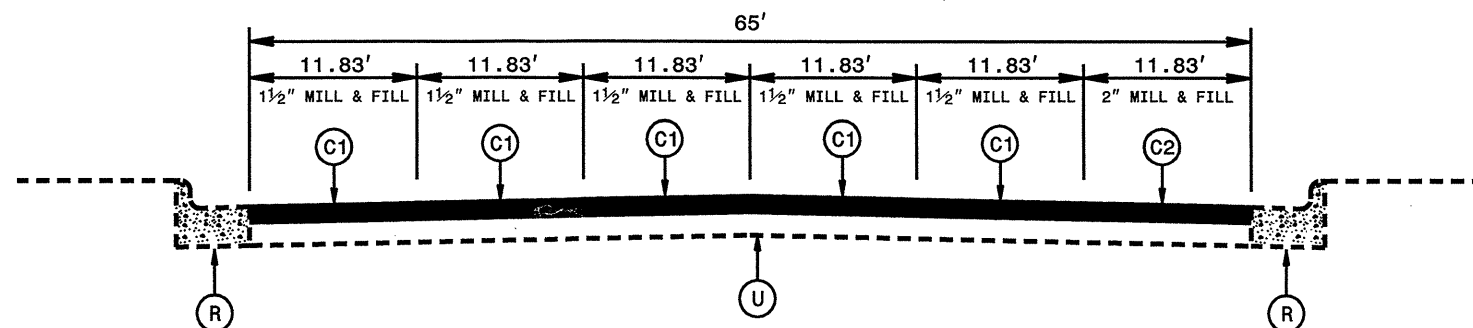 65'
11.83' 11.83' 11.83' 11.83' 11.83' 11.83'
1½" MILL & FILL 1½" MILL & FILL 1½" MILL & FILL 1½" MILL & FILL 1½" MILL & FILL 2" MILL & FILL
C1 C1 C1 C1 C1 C2
R U R